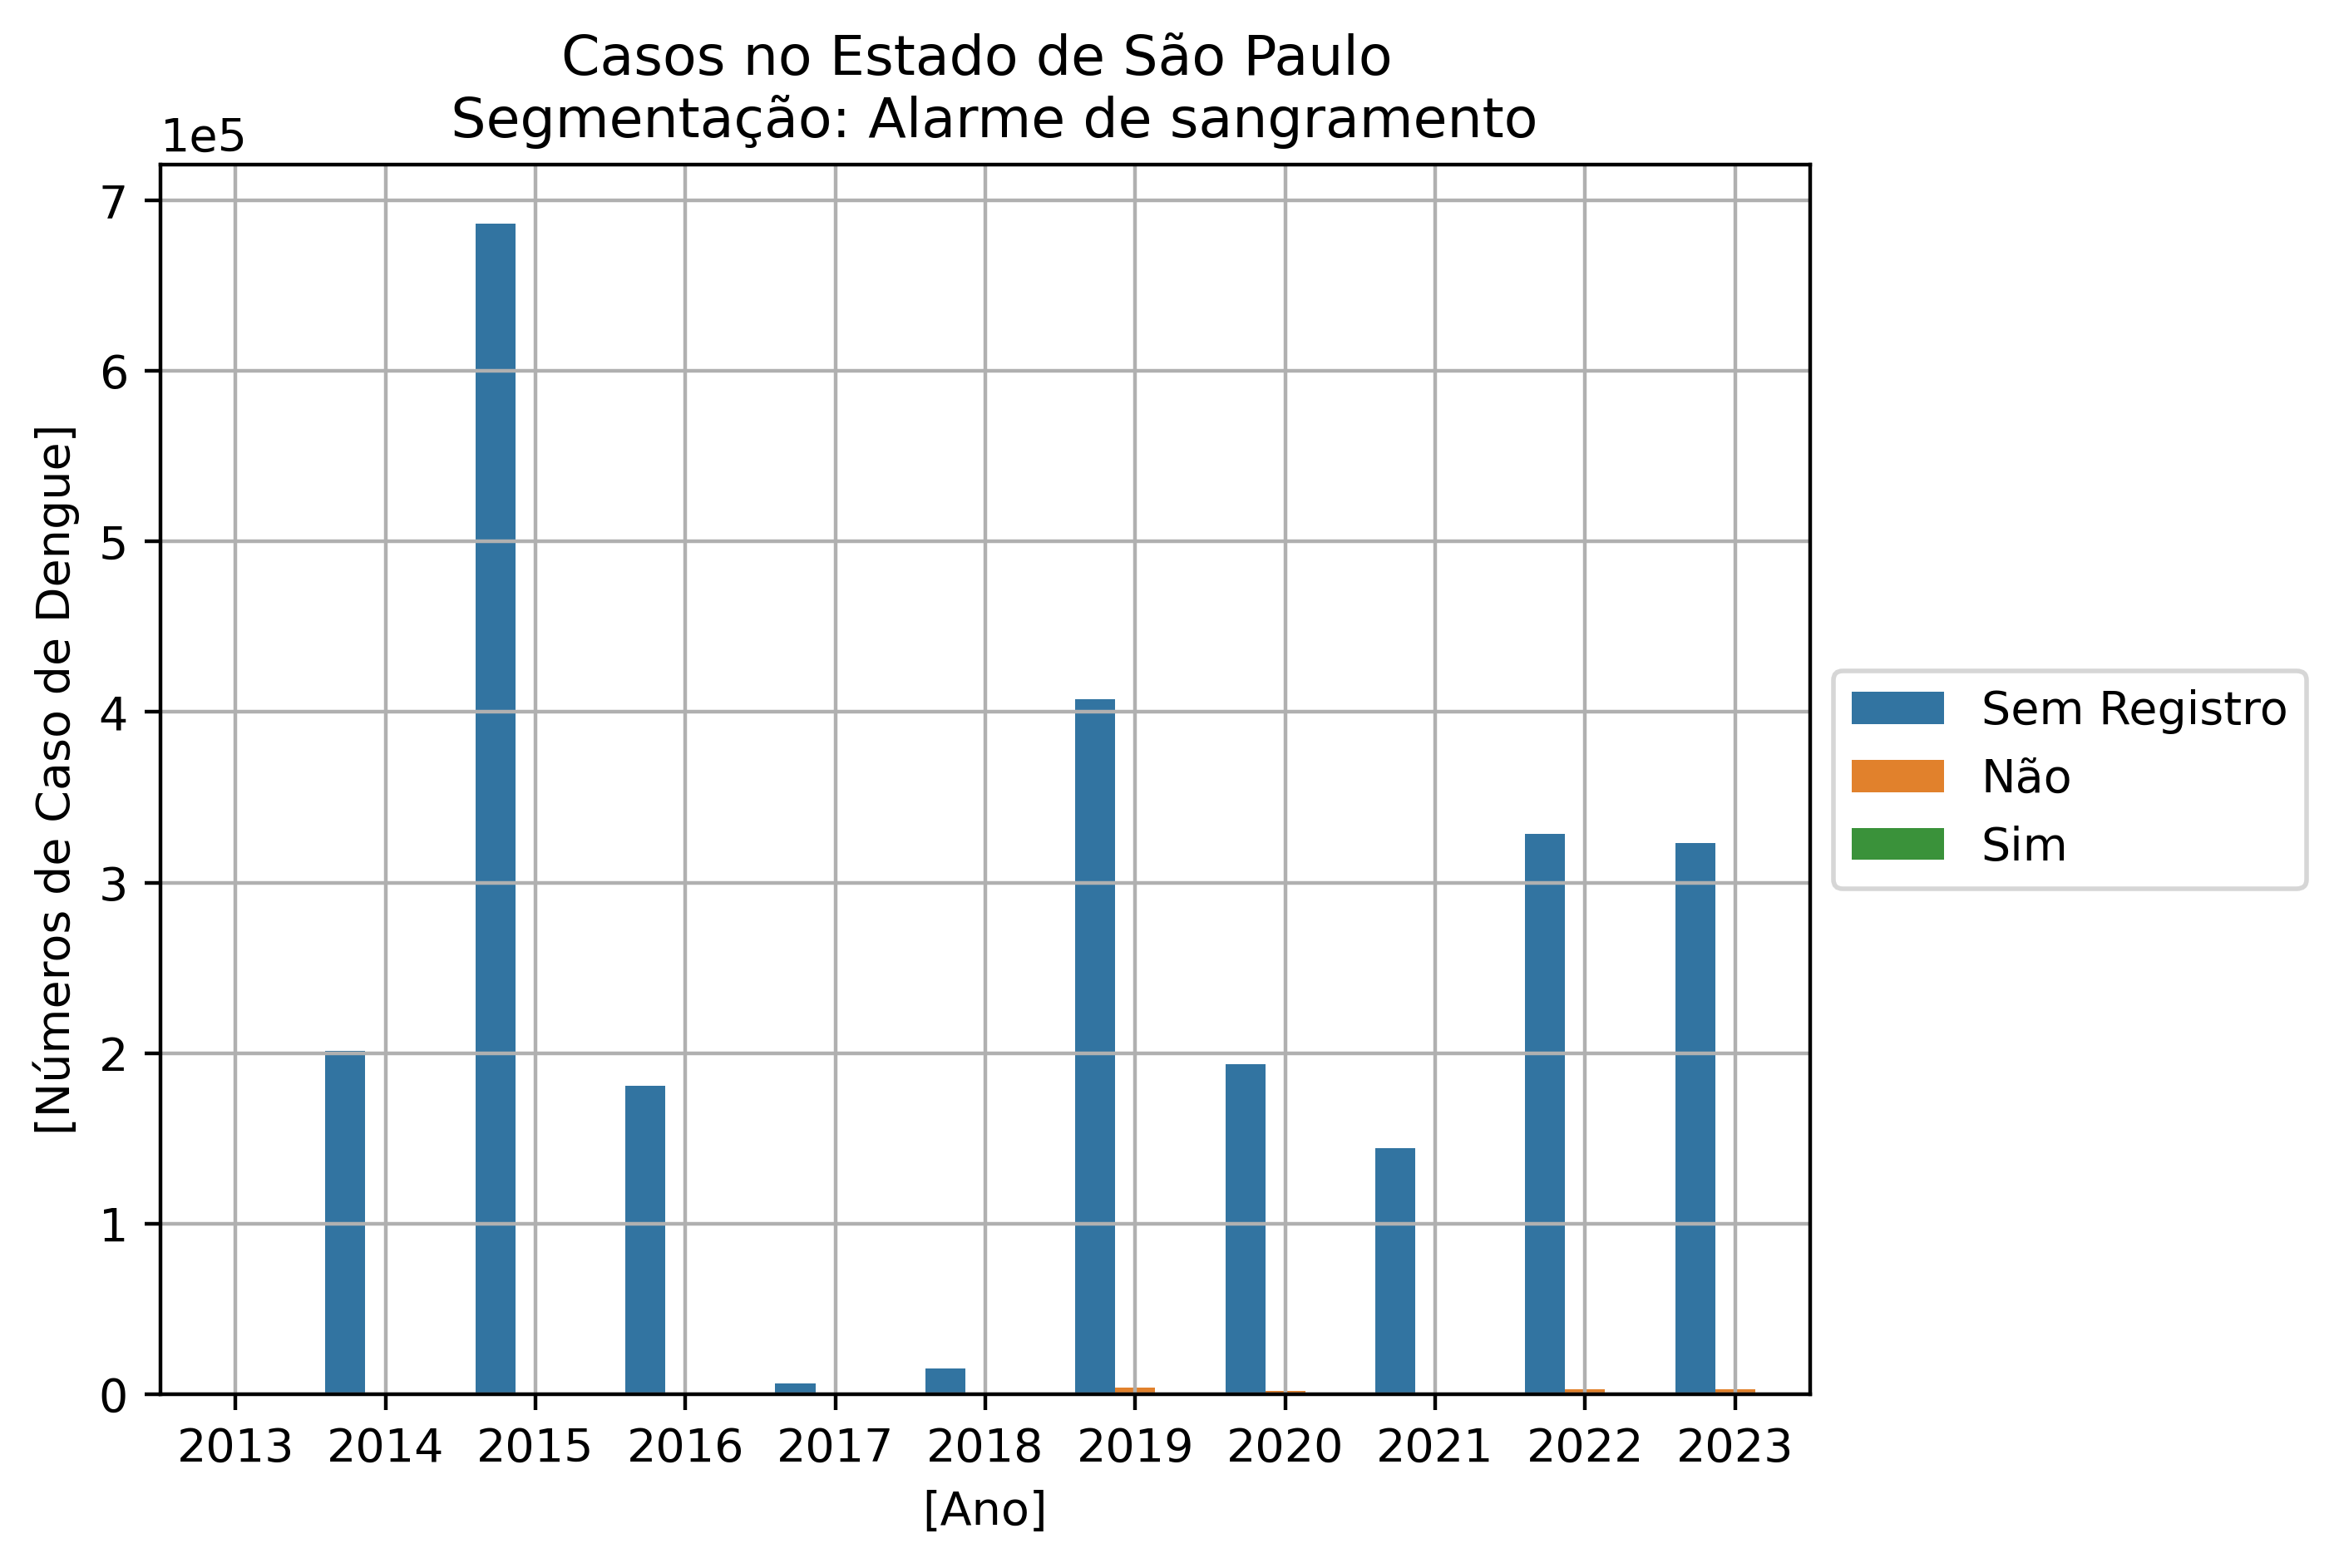 Casos no Estado de São Paulo
Segmentação: Alarme de sangramento
1e5
7
6
5
4
3
2
1
0
[Números de Caso de Dengue]
2013 2014 2015 2016 2017 2018 2019 2020 2021 2022 2023
[Ano]
Sem Registro
Não
Sim